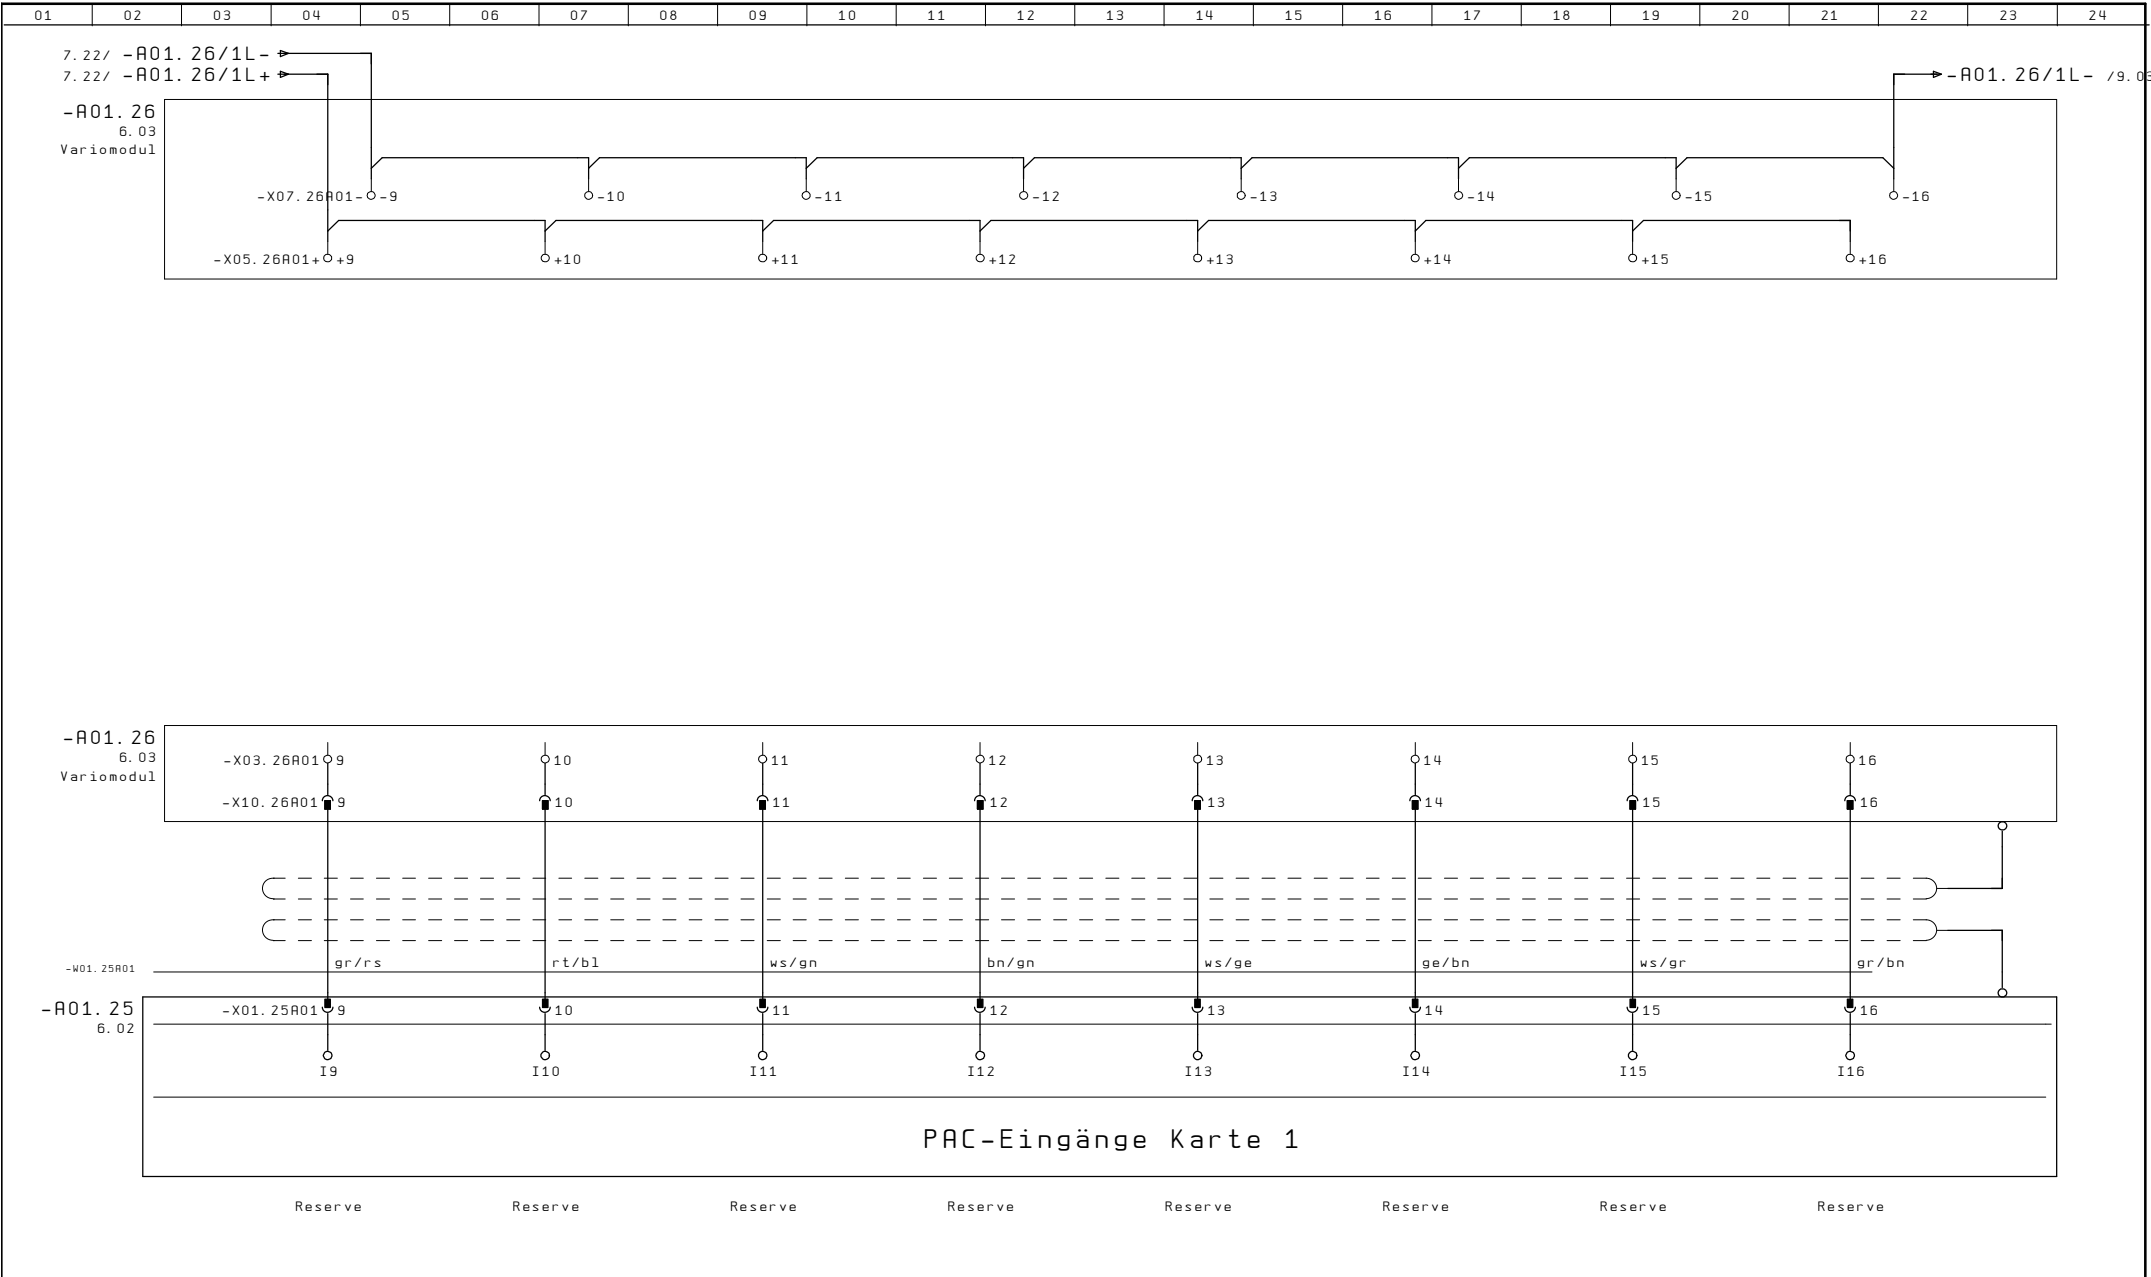 01 02 03 04 05 06 07 08 09 10 11 12 13 14 15 16 17 18 19 20 21 22 23 24
7.22/ -A01.26/1L-
7.22/ -A01.26/1L+ -A01.26/1L- /9.03
-A01.26
6.03
Variomodul
-X07.26A01- -9 -10 -11 -12 -13 -14 -15 -16
-X05.26A01+ +9 +10 +11 +12 +13 +14 +15 +16
-A01.26
6.03
Variomodul
-X03.26A01 9 10 11 12 13 14 15 16
-X10.26A01 9 10 11 12 13 14 15 16
gr/rs rt/bl ws/gn bn/gn ws/ge ge/bn ws/gr gr/bn
-W01.25A01
-A01.25
6.02
-X01.25A01 9 10 11 12 13 14 15 16
I9 I10 I11 I12 I13 I14 I15 I16
PAC-Eingänge Karte 1
Reserve Reserve Reserve Reserve Reserve Reserve Reserve Reserve